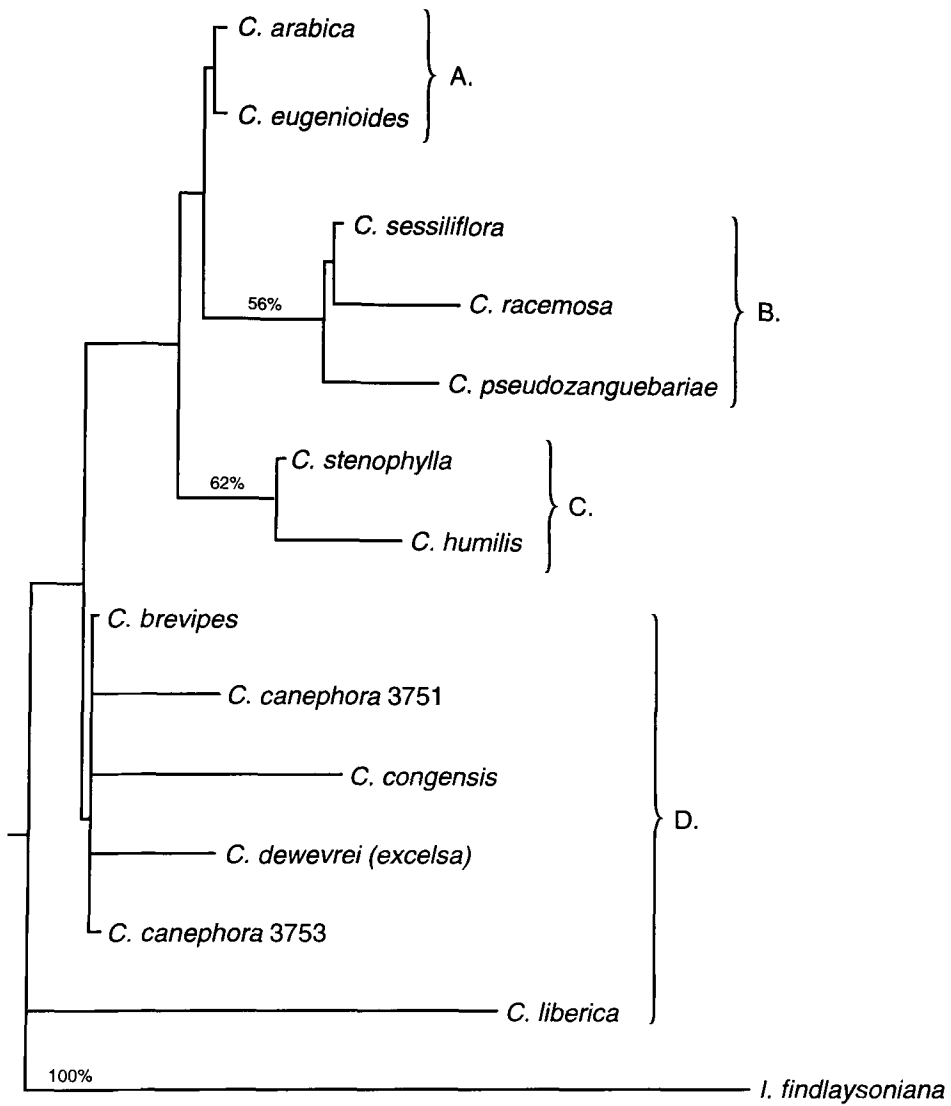 C. arabica
A.
C. eugenioides
C. sessiliflora
56%
C. racemosa
B.
C. pseudozanguebariae
C. stenophylla
62%
C.
C. humilis
C. brevipes
C. canephora 3751
C. congensis
D.
C. dewevrei (excelsa)
C. canephora 3753
C. liberica
100%
I. findlaysoniana